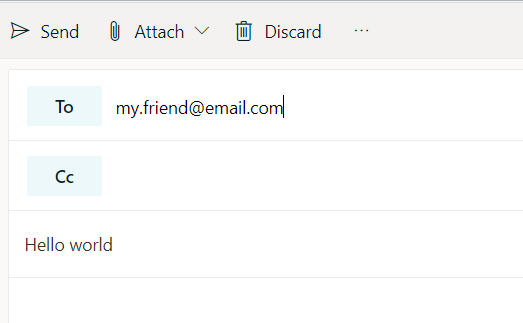 Send Attach Discard ...
To my.friend@email.com
Cc
Hello world